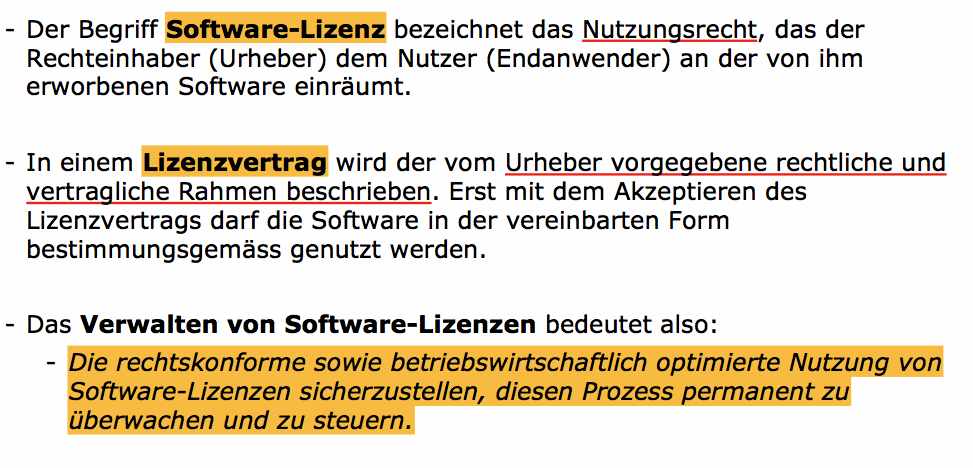 - Der Begriff Software-Lizenz bezeichnet das Nutzungsrecht, das der
Rechteinhaber (Urheber) dem Nutzer (Endanwender) an der von ihm
erworbenen Software einräumt.
- In einem Lizenzvertrag wird der vom Urheber vorgegebene rechtliche und
vertragliche Rahmen beschrieben. Erst mit dem Akzeptieren des
Lizenzvertrags darf die Software in der vereinbarten Form
bestimmungsgemäss genutzt werden.
- Das Verwalten von Software-Lizenzen bedeutet also:
- Die rechtskonforme sowie betriebswirtschaftlich optimierte Nutzung von
Software-Lizenzen sicherzustellen, diesen Prozess permanent zu
überwachen und zu steuern.